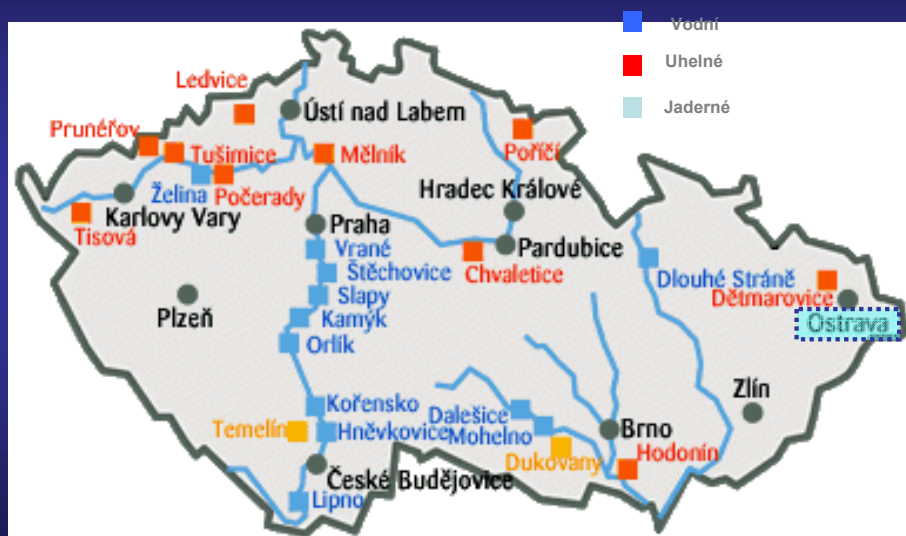 Vodní
Uhelné
Jaderné
Ledvice
Ústí nad Labem
Prunéřov
Tušimice
Mělník
Poříčí
Želina
Počerady
Hradec Králové
Karlovy Vary
Tisová
Praha
Vrané
Pardubice
Štěchovice
Chvaletice
Dlouhé Stráně
Slapy
Dětmarovice
Plzeň
Kamýk
Ostrava
Orlík
Zlín
Kořensko
Dalešice
Temelín
Hněvkovice
Mohelno
Brno
Dukovany
Hodonín
České Budějovice
Lipno